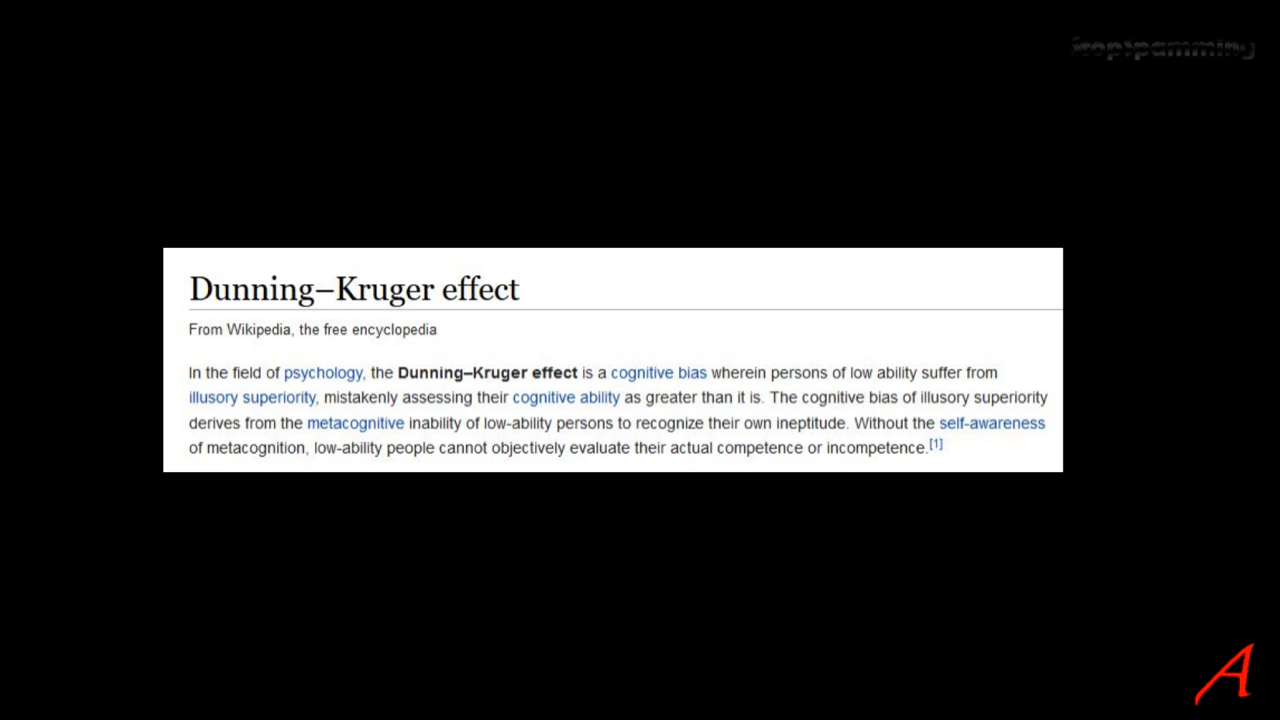 StopSpamming
Dunning–Kruger effect
From Wikipedia, the free encyclopedia
In the field of psychology, the Dunning–Kruger effect is a cognitive bias wherein persons of low ability suffer from
illusory superiority, mistakenly assessing their cognitive ability as greater than it is. The cognitive bias of illusory superiority
derives from the metacognitive inability of low-ability persons to recognize their own ineptitude. Without the self-awareness
of metacognition, low-ability people cannot objectively evaluate their actual competence or incompetence.[1]
A